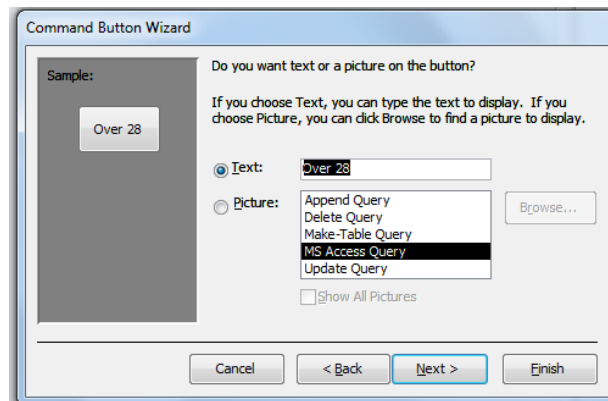 Command Button Wizard
Sample:
Over 28
Do you want text or a picture on the button?
If you choose Text, you can type the text to display. If you
choose Picture, you can click Browse to find a picture to display.
Text:
Over 28
Picture:
Append Query
Delete Query
Make-Table Query
MS Access Query
Update Query
Browse...
Show All Pictures
Cancel
< Back
Next >
Finish